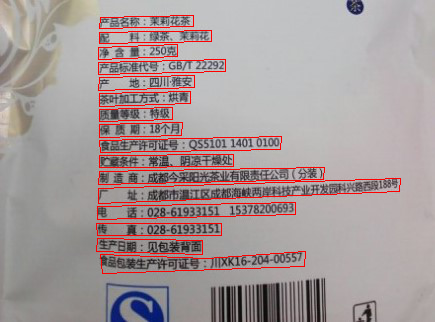 产品名称：茉莉花茶
配 料：绿茶、茉莉花
净 含 量：250克
产品标准代号：GB/T 22292
产 地：四川·雅安
茶叶加工方式：烘青
质量等级：特级
保 质 期：18个月
食品生产许可证号：QS5101 1401 0100
贮藏条件：常温、阴凉干燥处
制 造 商：成都今采阳光茶业有限责任公司（分装）
厂 址：成都市温江区成都海峡两岸科技产业开发园科兴路西段188号
电 话：028-61933151 15378200693
传 真：028-61933151
生产日期：见包装背面
食品包装生产许可证号：川XK16-204-00557